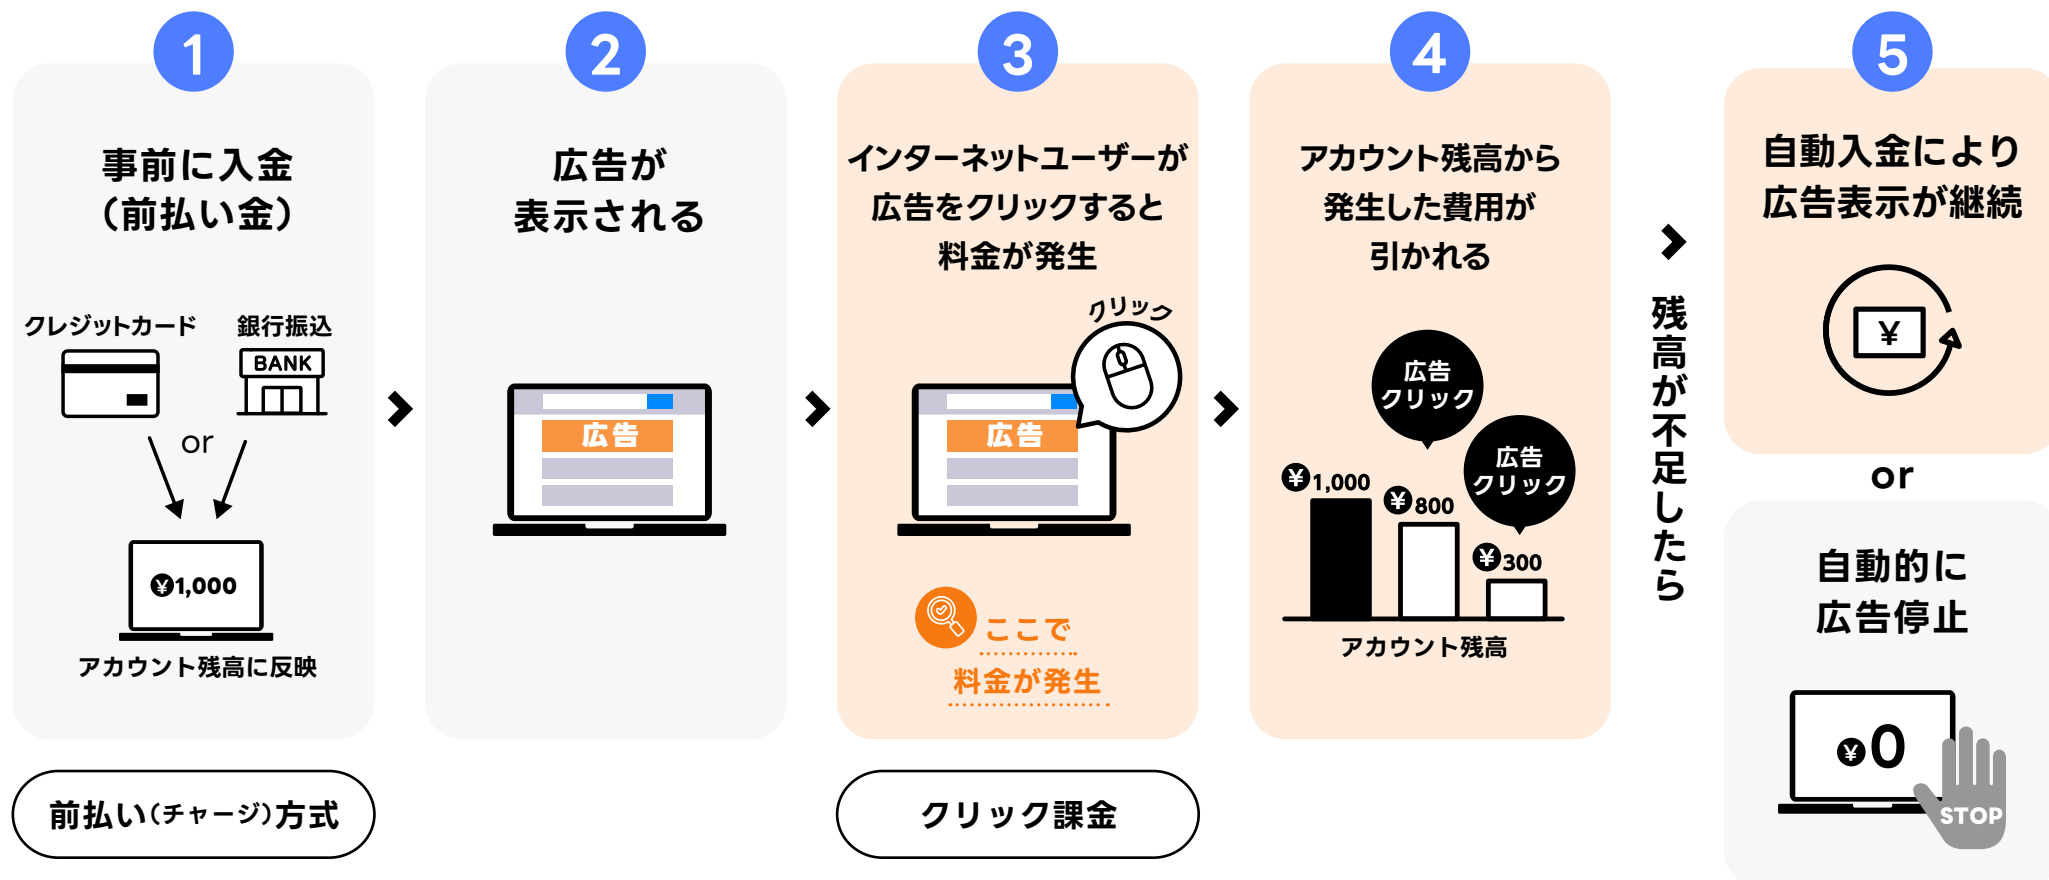 1
事前に入金
（前払い金）
クレジットカード
銀行振込
BANK
or
¥1,000
アカウント残高に反映
前払い（チャージ）方式
2
広告が
表示される
広告
3
インターネットユーザーが
広告をクリックすると
料金が発生
クリック
広告
ここで
料金が発生
クリック課金
4
アカウント残高から
発生した費用が
引かれる
広告
クリック
広告
クリック
¥1,000
¥800
¥300
アカウント残高
残高が不足したら
5
自動入金により
広告表示が継続
¥
or
自動的に
広告停止
¥0
STOP